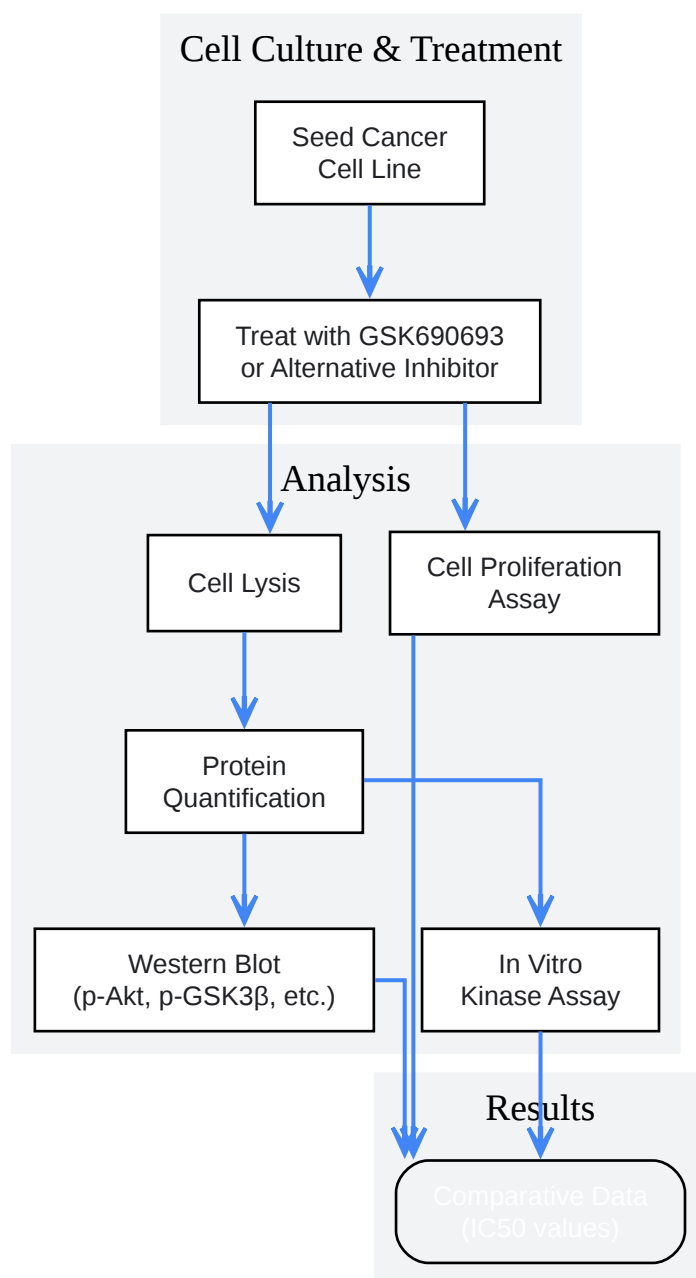 Cell Culture & Treatment
Seed Cancer
Cell Line
Treat with GSK690693
or Alternative Inhibitor
Analysis
Cell Lysis
Cell Proliferation
Assay
Protein
Quantification
Western Blot
(p-Akt, p-GSK3β, etc.)
In Vitro
Kinase Assay
Results
Comparative Data
(IC50 values)